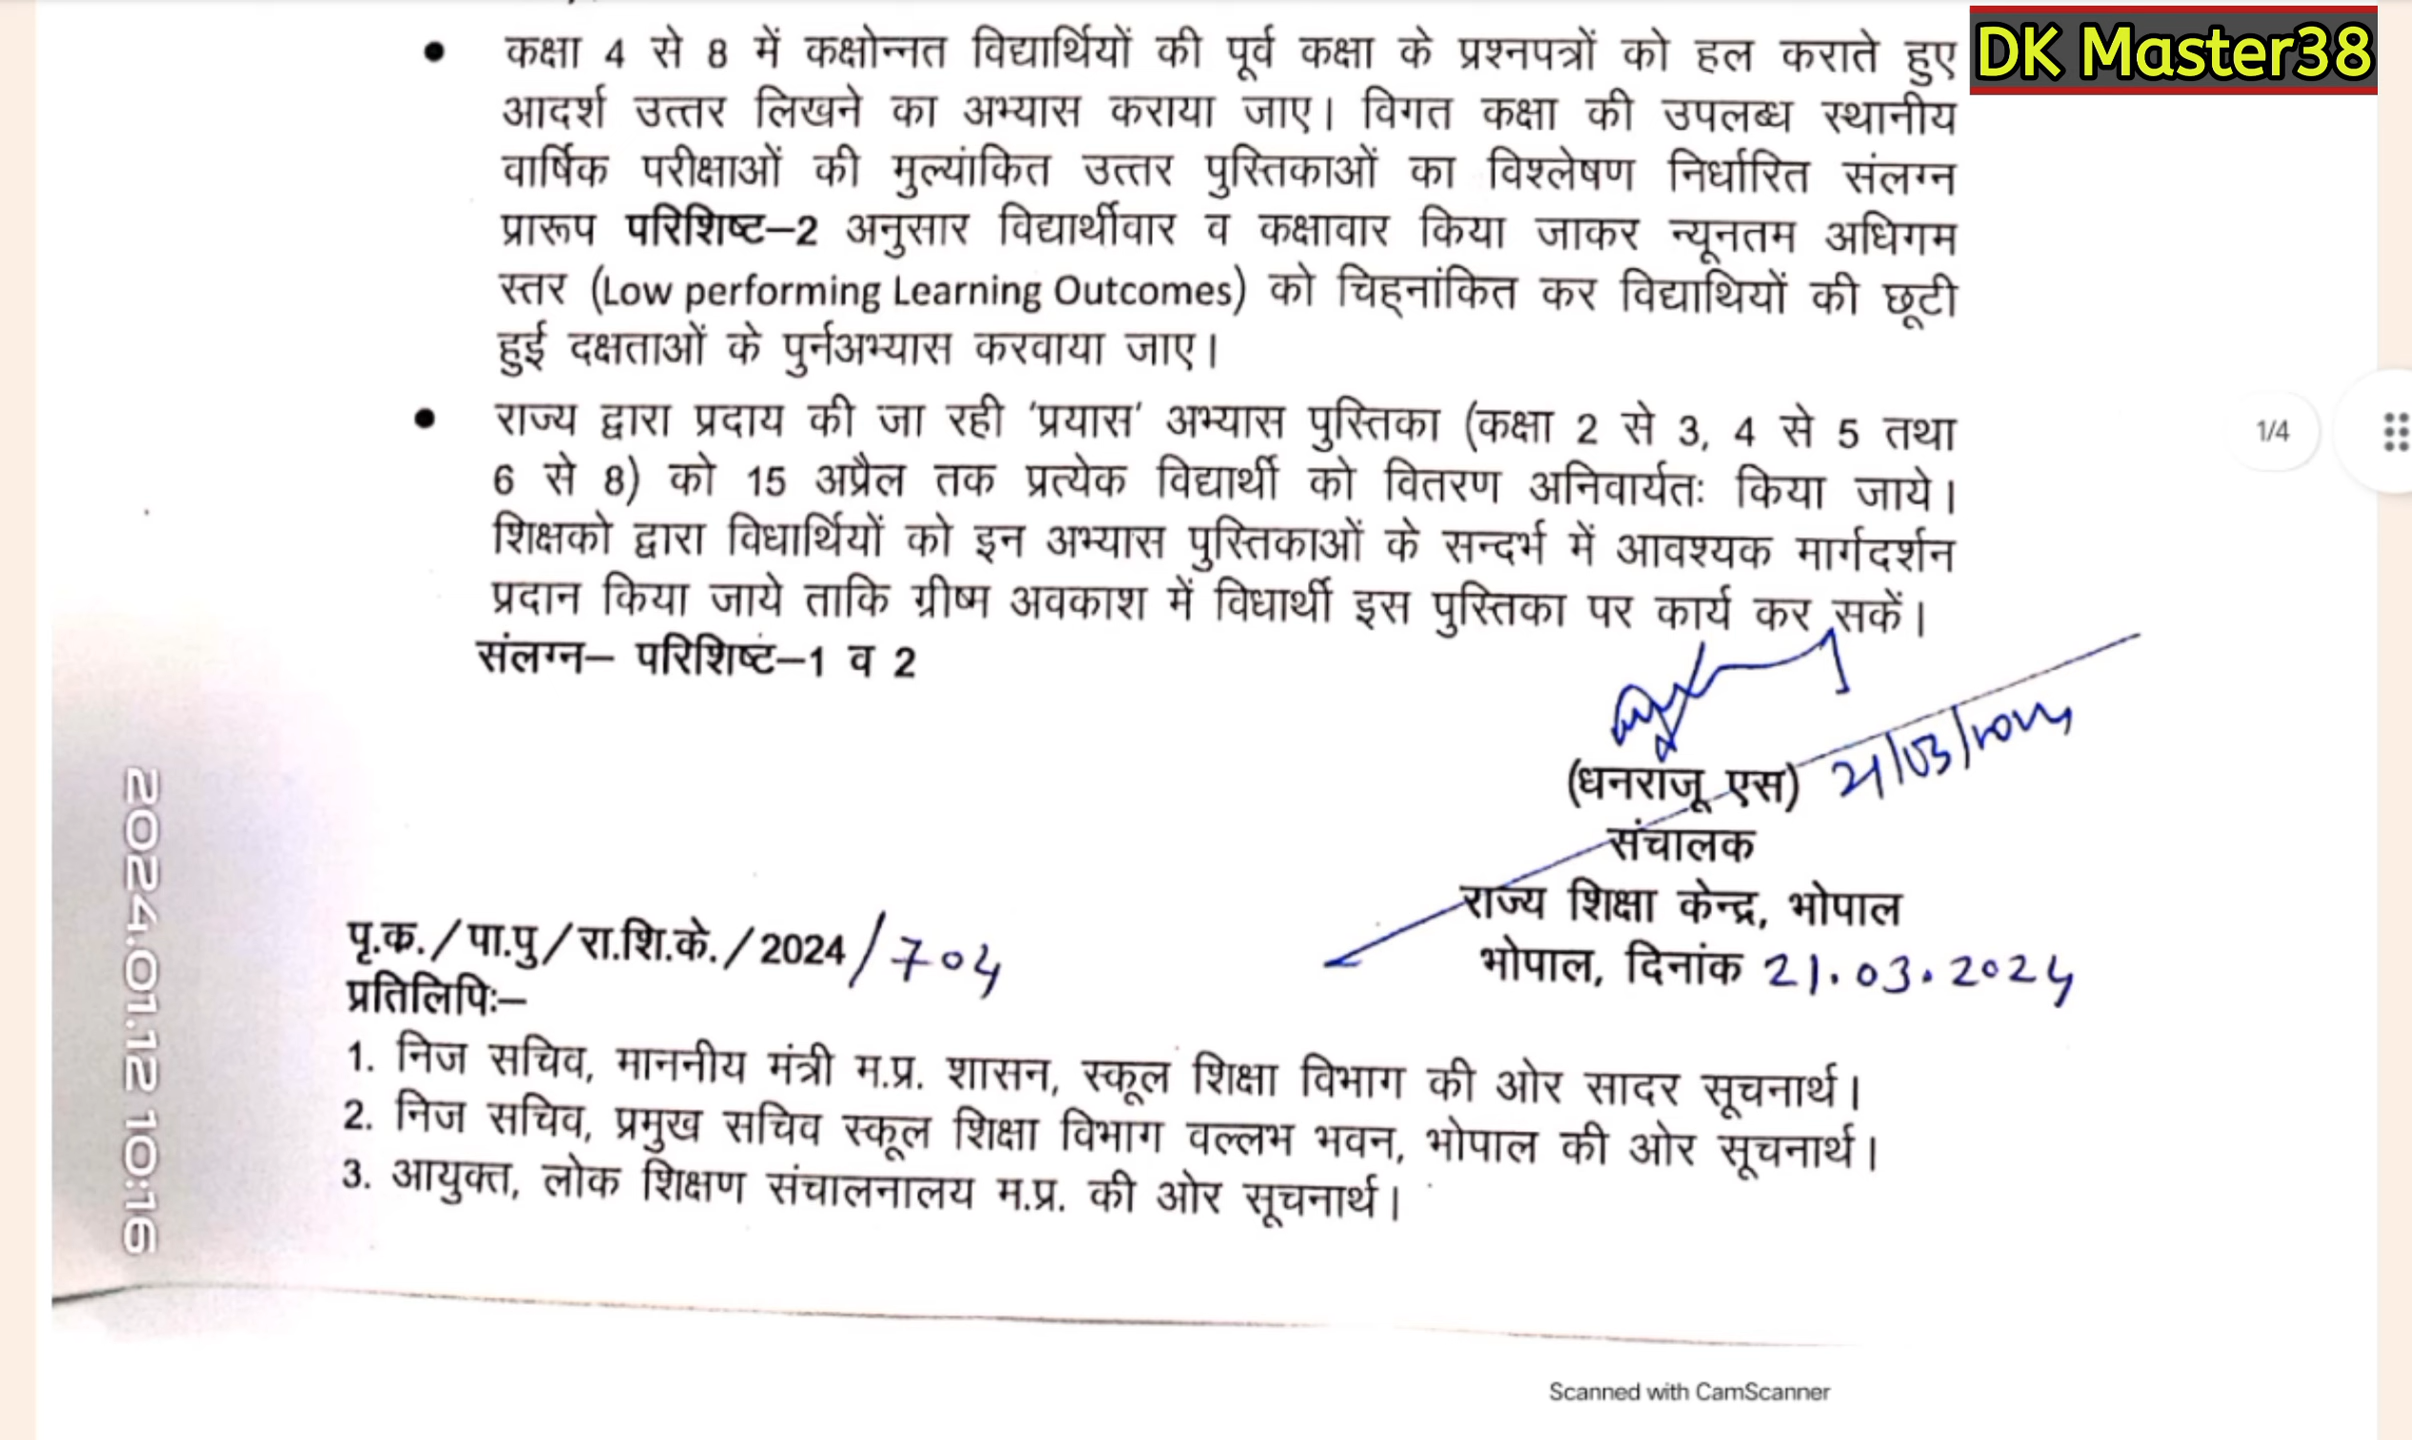 DK Master38
• कक्षा 4 से 8 में कक्षोन्नत विद्यार्थियों की पूर्व कक्षा के प्रश्नपत्रों को हल कराते हुए
आदर्श उत्तर लिखने का अभ्यास कराया जाए। विगत कक्षा की उपलब्ध स्थानीय
वार्षिक परीक्षाओं की मुल्यांकित उत्तर पुस्तिकाओं का विश्लेषण निर्धारित संलग्न
प्रारूप परिशिष्ट–2 अनुसार विद्यार्थीवार व कक्षावार किया जाकर न्यूनतम अधिगम
स्तर (Low performing Learning Outcomes) को चिह्नांकित कर विद्याथियों की छूटी
हुई दक्षताओं के पुर्नअभ्यास करवाया जाए।
• राज्य द्वारा प्रदाय की जा रही 'प्रयास' अभ्यास पुस्तिका (कक्षा 2 से 3, 4 से 5 तथा
6 से 8) को 15 अप्रैल तक प्रत्येक विद्यार्थी को वितरण अनिवार्यतः किया जाये।
शिक्षको द्वारा विधार्थियों को इन अभ्यास पुस्तिकाओं के सन्दर्भ में आवश्यक मार्गदर्शन
प्रदान किया जाये ताकि ग्रीष्म अवकाश में विधार्थी इस पुस्तिका पर कार्य कर सकें।
संलग्न– परिशिष्ट–1 व 2
1/4
(धनराजू एस) 21/03/2024
संचालक
राज्य शिक्षा केन्द्र, भोपाल
पृ.क./पा.पु/रा.शि.के./2024/704
भोपाल, दिनांक 21.03.2024
प्रतिलिपिः–
1. निज सचिव, माननीय मंत्री म.प्र. शासन, स्कूल शिक्षा विभाग की ओर सादर सूचनार्थ।
2. निज सचिव, प्रमुख सचिव स्कूल शिक्षा विभाग वल्लभ भवन, भोपाल की ओर सूचनार्थ।
3. आयुक्त, लोक शिक्षण संचालनालय म.प्र. की ओर सूचनार्थ।
2024.01.12 10:16
Scanned with CamScanner